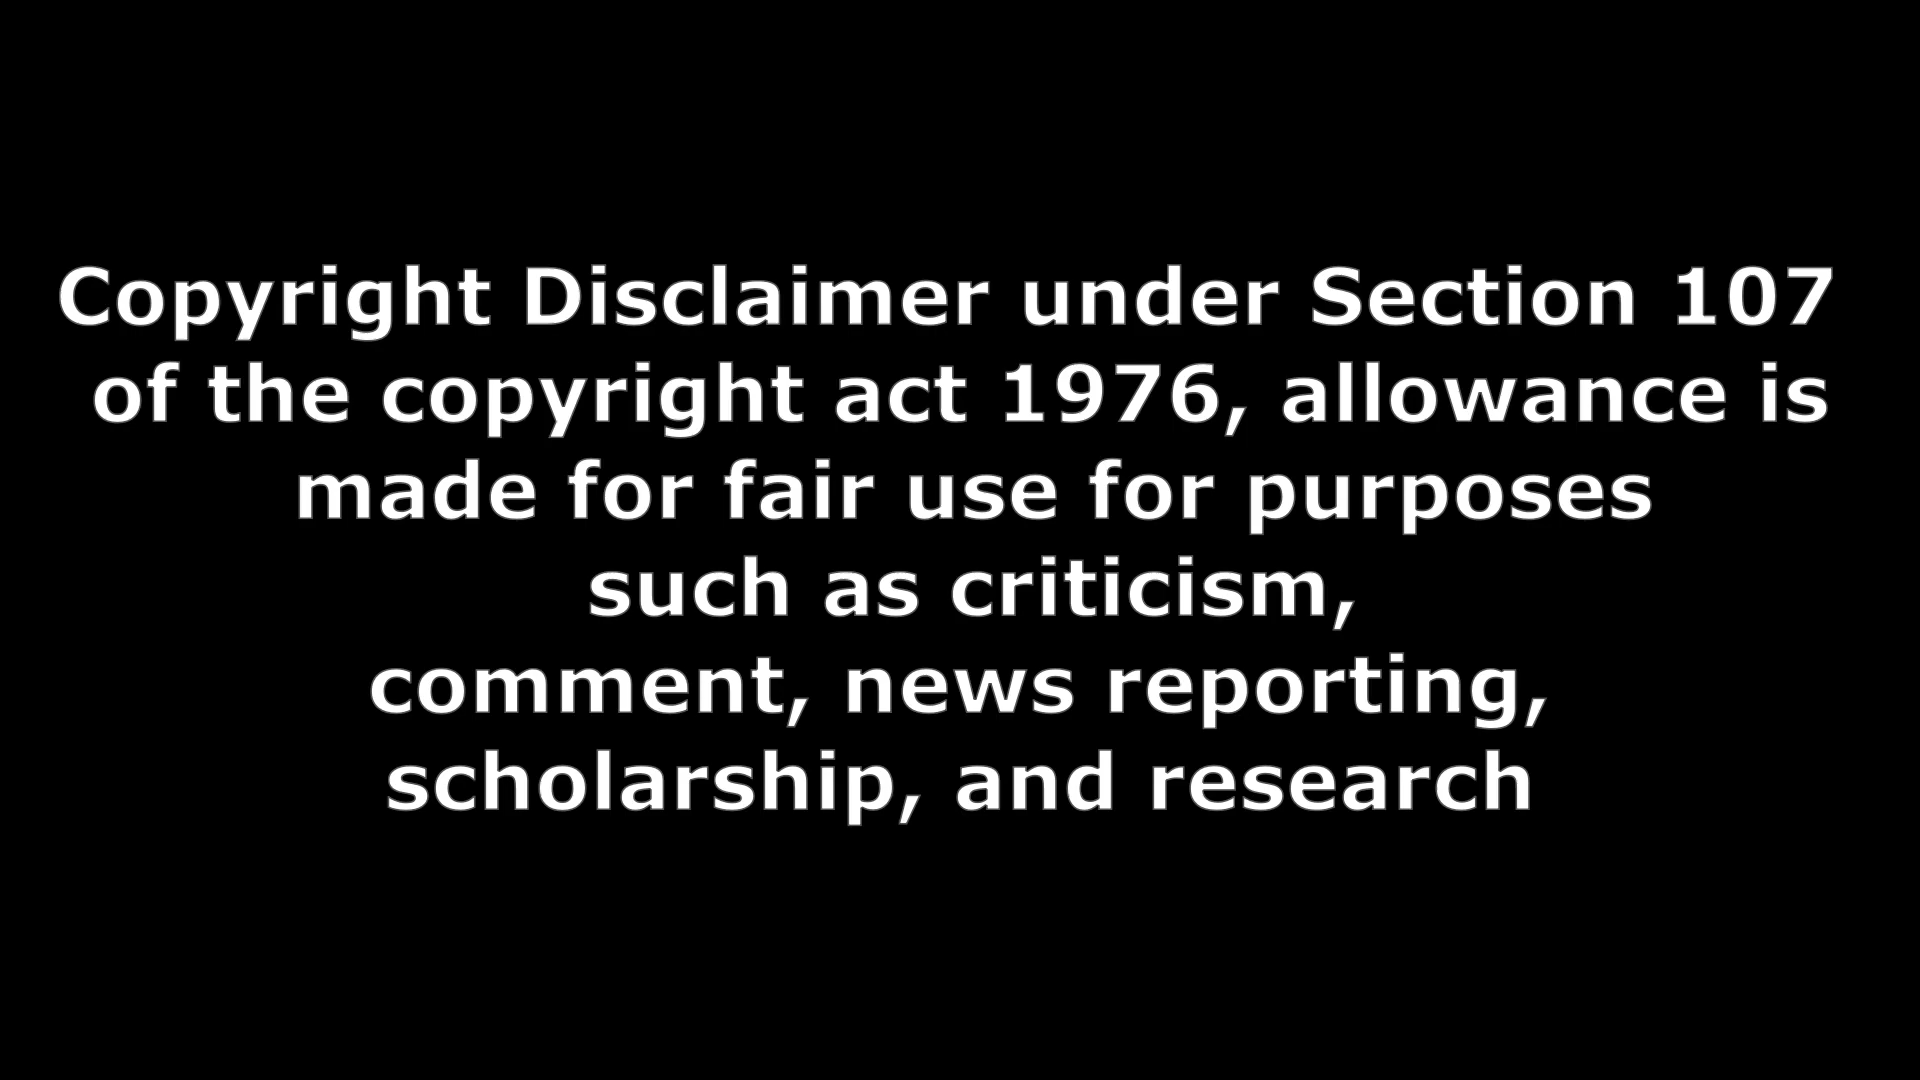 Copyright Disclaimer under Section 107
of the copyright act 1976, allowance is
made for fair use for purposes
such as criticism,
comment, news reporting,
scholarship, and research